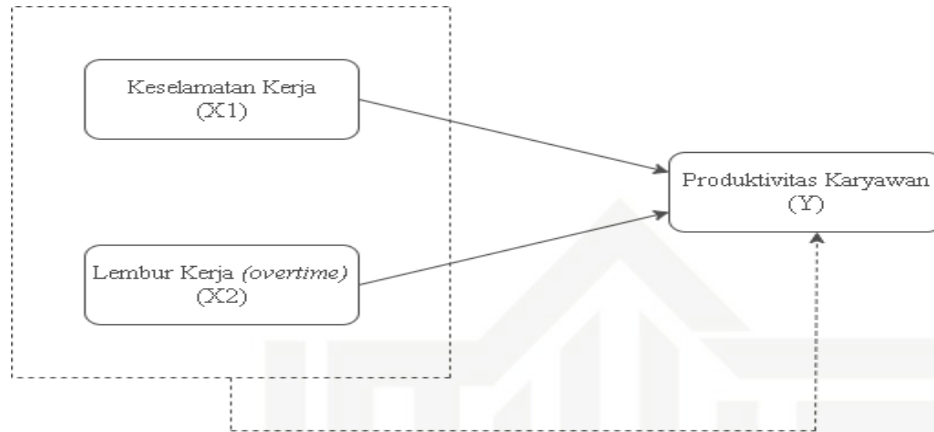 Keselamatan Kerja
(X1)
Produktivitas Karyawan
(Y)
Lembur Kerja (overtime)
(X2)